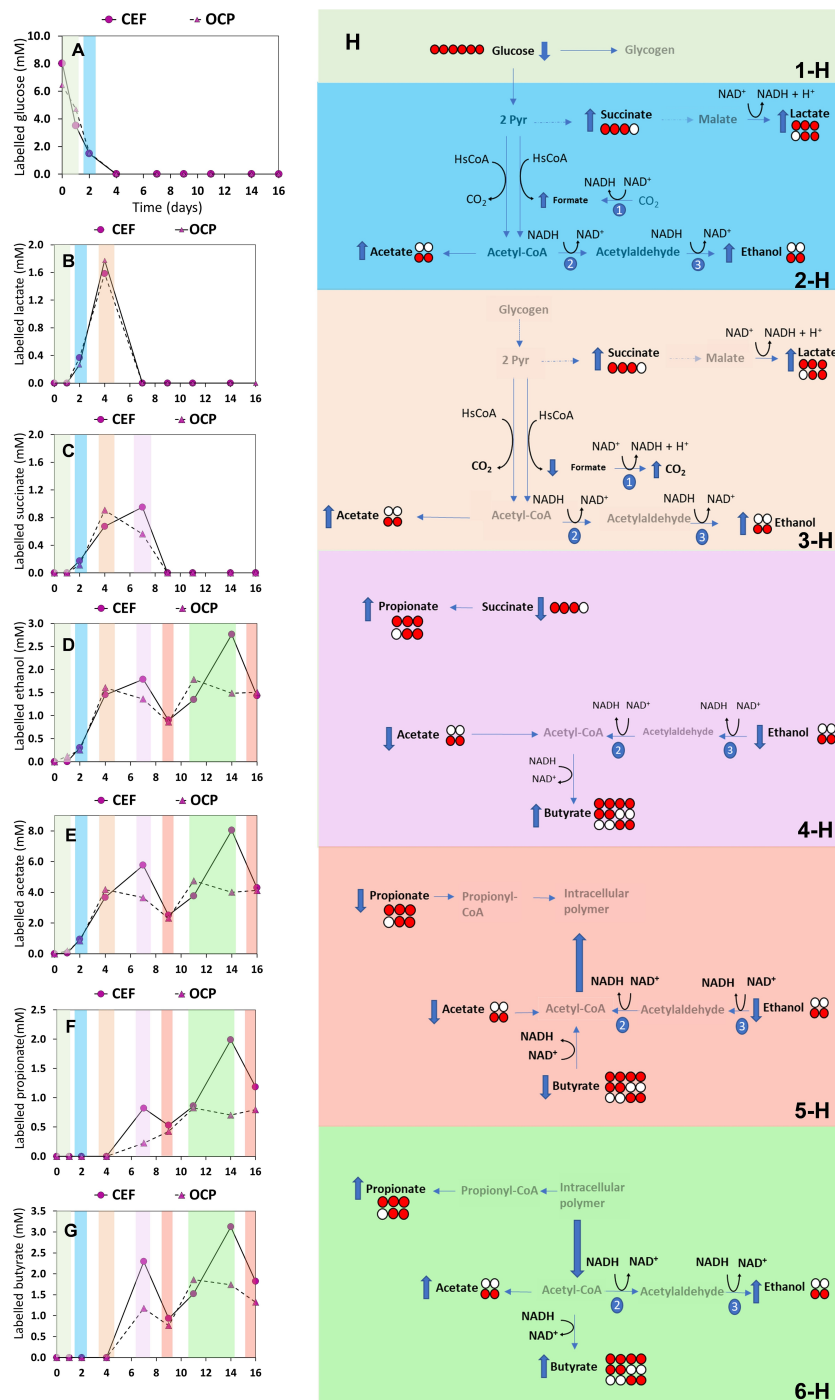 CEF OCP
A
Labelled glucose (mM)
10.0
8.0
6.0
4.0
2.0
0.0
0 2 4 6 8 10 12 14 16
Time (days)
CEF OCP
B
Labelled lactate (mM)
2.0
1.6
1.2
0.8
0.4
0.0
0 2 4 6 8 10 12 14 16
CEF OCP
C
Labelled succinate (mM)
2.0
1.6
1.2
0.8
0.4
0.0
0 2 4 6 8 10 12 14 16
CEF OCP
D
Labelled ethanol (mM)
3.0
2.5
2.0
1.5
1.0
0.5
0.0
0 2 4 6 8 10 12 14 16
CEF OCP
E
Labelled acetate (mM)
8.0
6.0
4.0
2.0
0.0
0 2 4 6 8 10 12 14 16
CEF OCP
F
Labelled propionate(mM)
2.5
2.0
1.5
1.0
0.5
0.0
0 2 4 6 8 10 12 14 16
CEF OCP
G
Labelled butyrate (mM)
3.5
3.0
2.5
2.0
1.5
1.0
0.5
0.0
0 2 4 6 8 10 12 14 16
H
Glucose Glycogen
1-H
NAD⁺ NADH + H⁺
2 Pyr Succinate Malate Lactate
HsCoA HsCoA
NADH NAD⁺
CO₂ Formate CO₂
1
NADH NAD⁺ NADH NAD⁺
Acetate Acetyl-CoA Acetylaldehyde Ethanol
2 3
2-H
Glycogen
NAD⁺ NADH + H⁺
2 Pyr Succinate Malate Lactate
HsCoA HsCoA
NAD⁺ NADH + H⁺
CO₂ Formate CO₂
1
NADH NAD⁺ NADH NAD⁺
Acetate Acetyl-CoA Acetylaldehyde Ethanol
2 3
3-H
Propionate Succinate
NADH NAD⁺ NADH NAD⁺
Acetate Acetyl-CoA Acetylaldehyde Ethanol
2 3
NADH
NAD⁺
Butyrate
4-H
Propionate Propionyl-
CoA
Intracellular
polymer
NADH NAD⁺ NADH NAD⁺
Acetate Acetyl-CoA Acetylaldehyde Ethanol
2 3
NADH
NAD⁺
Butyrate
5-H
Propionate Propionyl-CoA Intracellular
polymer
NADH NAD⁺ NADH NAD⁺
Acetate Acetyl-CoA Acetylaldehyde Ethanol
2 3
NADH
NAD⁺
Butyrate
6-H